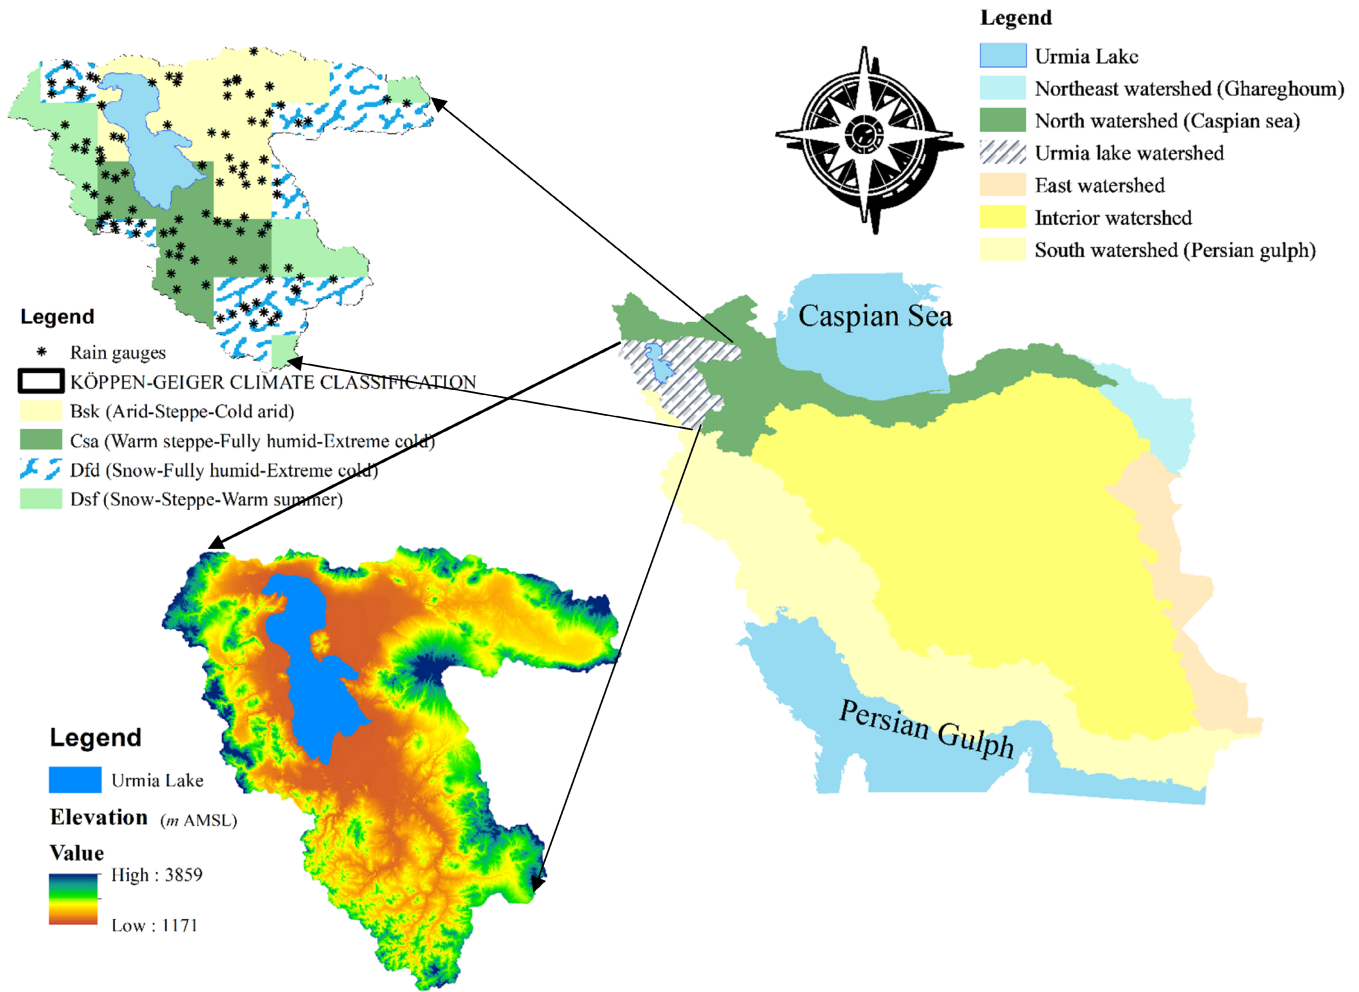 Legend
Urmia Lake
Northeast watershed (Ghareghoum)
North watershed (Caspian sea)
Urmia lake watershed
East watershed
Interior watershed
South watershed (Persian gulph)
Caspian Sea
Persian Gulph
Legend
Rain gauges
KÖPPEN-GEIGER CLIMATE CLASSIFICATION
Bsk (Arid-Steppe-Cold arid)
Csa (Warm steppe-Fully humid-Extreme cold)
Dfd (Snow-Fully humid-Extreme cold)
Dsf (Snow-Steppe-Warm summer)
Legend
Urmia Lake
Elevation (m AMSL)
Value
High : 3859
Low : 1171